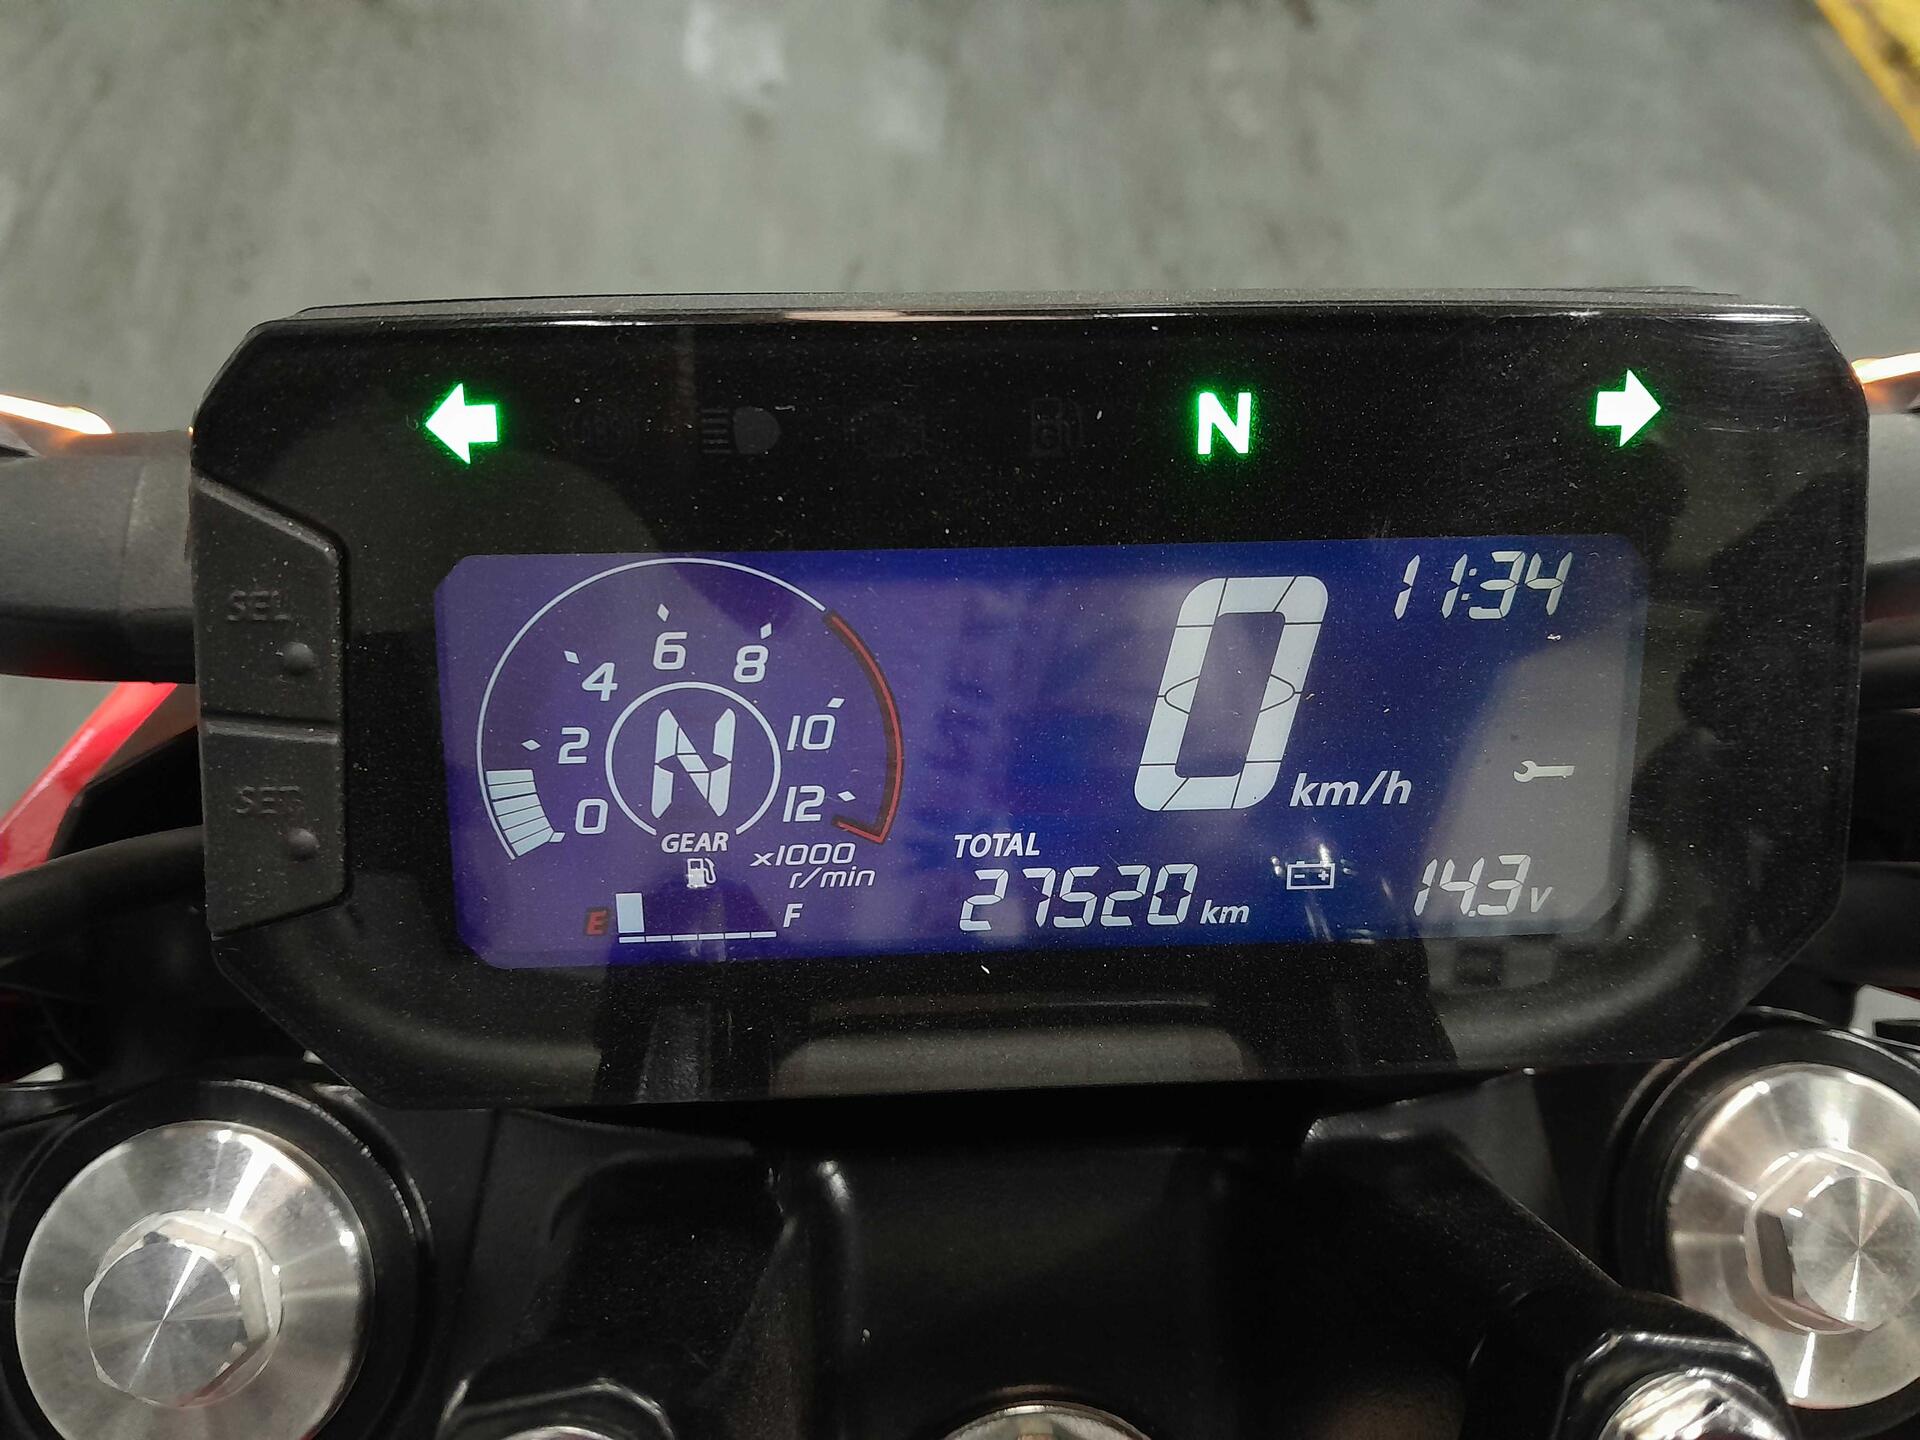 N
SEL
SET
11:34
0 km/h
0
2
4
6
8
10
12
N
GEAR
x1000
r/min
E F
TOTAL
27520 km
14.3 V